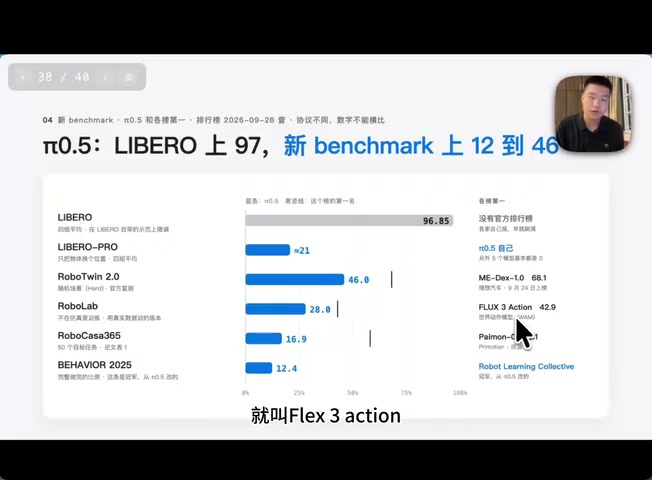 38 / 40
04 新 benchmark · π0.5 和各榜第一 · 排行榜 2026-09-28 查 · 协议不同，数字不能横比
π0.5：LIBERO 上 97，新 benchmark 上 12 到 46
蓝条：π0.5 黑竖线：这个榜的第一名
各榜第一
LIBERO
四组平均 · 在 LIBERO 自带的示范上微调
96.85
没有官方排行榜
各家自己报，早就刷满
LIBERO-PRO
只把物体换个位置 · 四组平均
≈21
π0.5 自己
另外 5 个模型基本都是 0
RoboTwin 2.0
随机场景（Hard）· 官方复测
46.0
ME-Dex-1.0 68.1
理想汽车 · 9 月 24 日上榜
RoboLab
不在仿真里训练 · 用真实数据训的版本
28.0
FLUX 3 Action 42.9
世界动作模型（WAM）
RoboCasa365
50 个目标任务 · 论文表 1
16.9
Paimon-
Primotion ·
BEHAVIOR 2025
完整做完的比例 · 这条是冠军，从 π0.5 改的
12.4
Robot Learning Collective
冠军，从 π0.5 改的
0% 25% 50% 75% 100%
就叫Flex 3 action